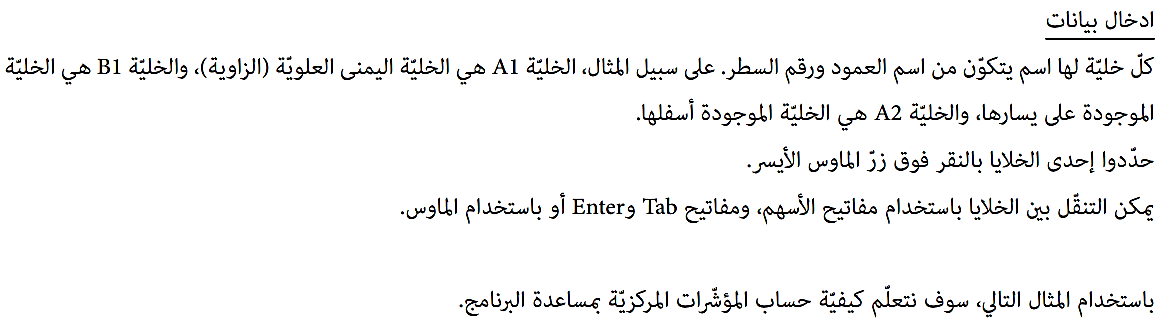 ادخال بيانات
كلّ خليّة لها اسم يتكوّن من اسم العمود ورقم السطر. على سبيل المثال، الخليّة A1 هي الخليّة اليمنى العلويّة (الزاوية)، والخليّة B1 هي الخليّة
الموجودة على يسارها، والخليّة A2 هي الخليّة الموجودة أسفلها.
حدّدوا إحدى الخلايا بالنقر فوق زرّ الماوس الأيسر.
يمكن التنقّل بين الخلايا باستخدام مفاتيح الأسهم، ومفاتيح Tab وEnter أو باستخدام الماوس.
باستخدام المثال التالي، سوف نتعلّم كيفيّة حساب المؤشّرات المركزيّة بمساعدة البرنامج.